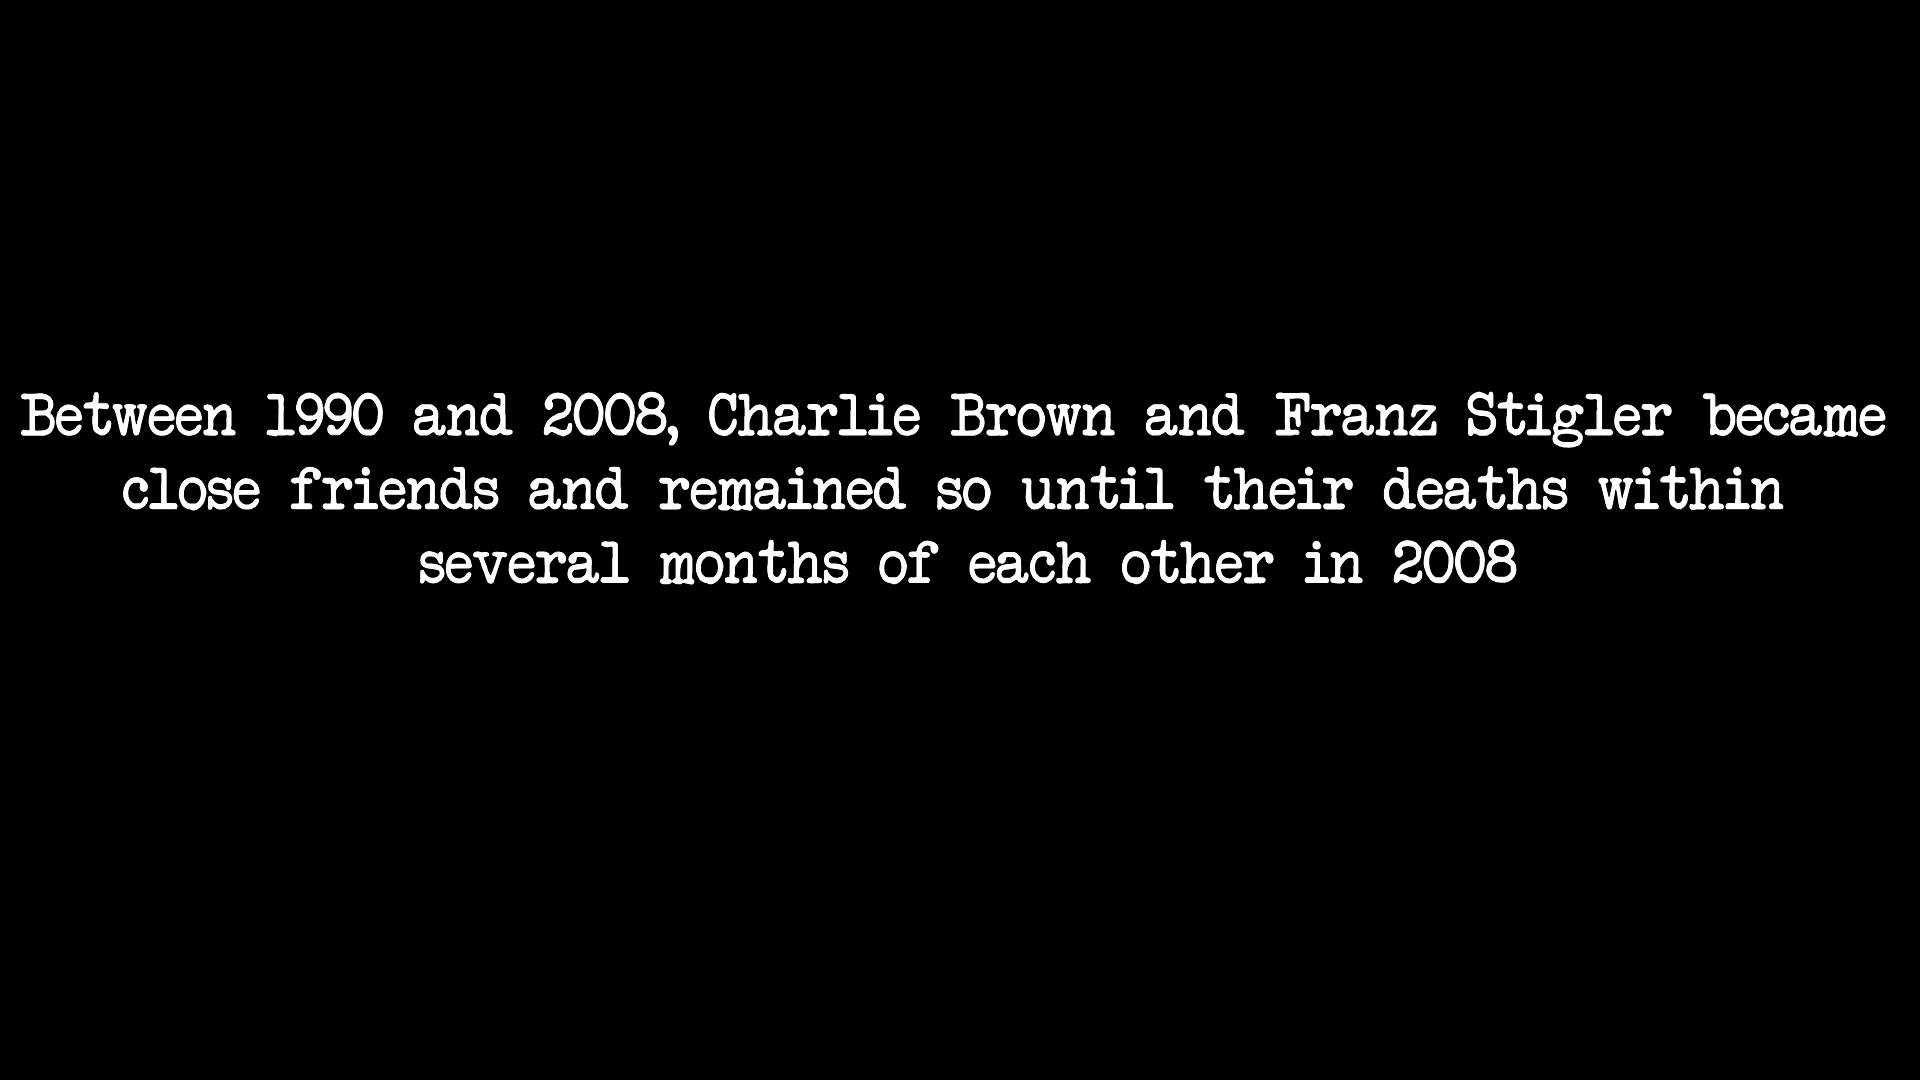 Between 1990 and 2008, Charlie Brown and Franz Stigler became
close friends and remained so until their deaths within
several months of each other in 2008